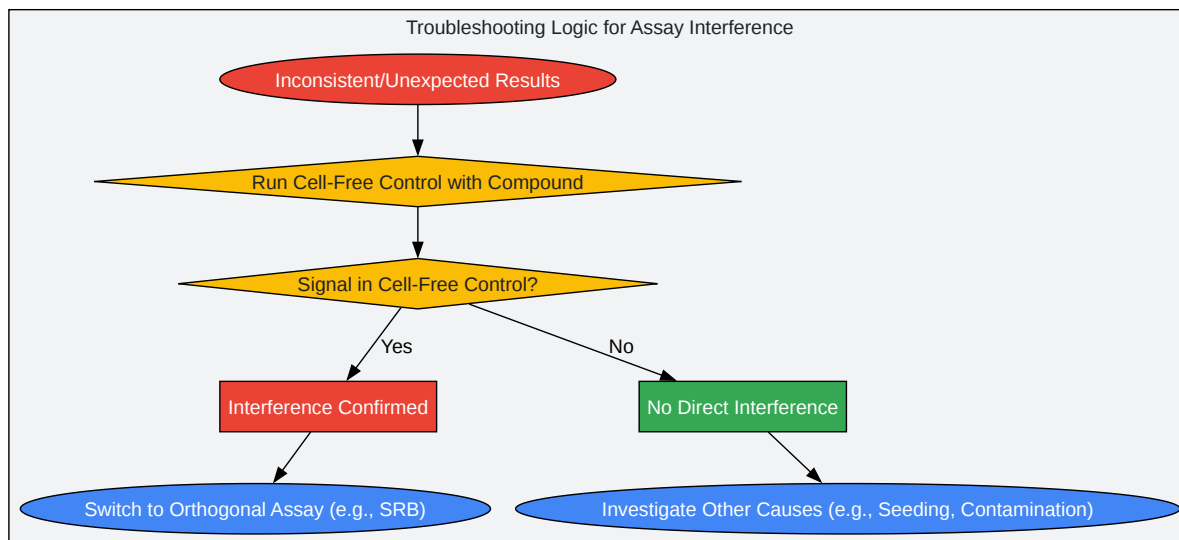 Troubleshooting Logic for Assay Interference
Inconsistent/Unexpected Results
Run Cell-Free Control with Compound
Signal in Cell-Free Control?
Yes
No
Interference Confirmed
No Direct Interference
Switch to Orthogonal Assay (e.g., SRB)
Investigate Other Causes (e.g., Seeding, Contamination)